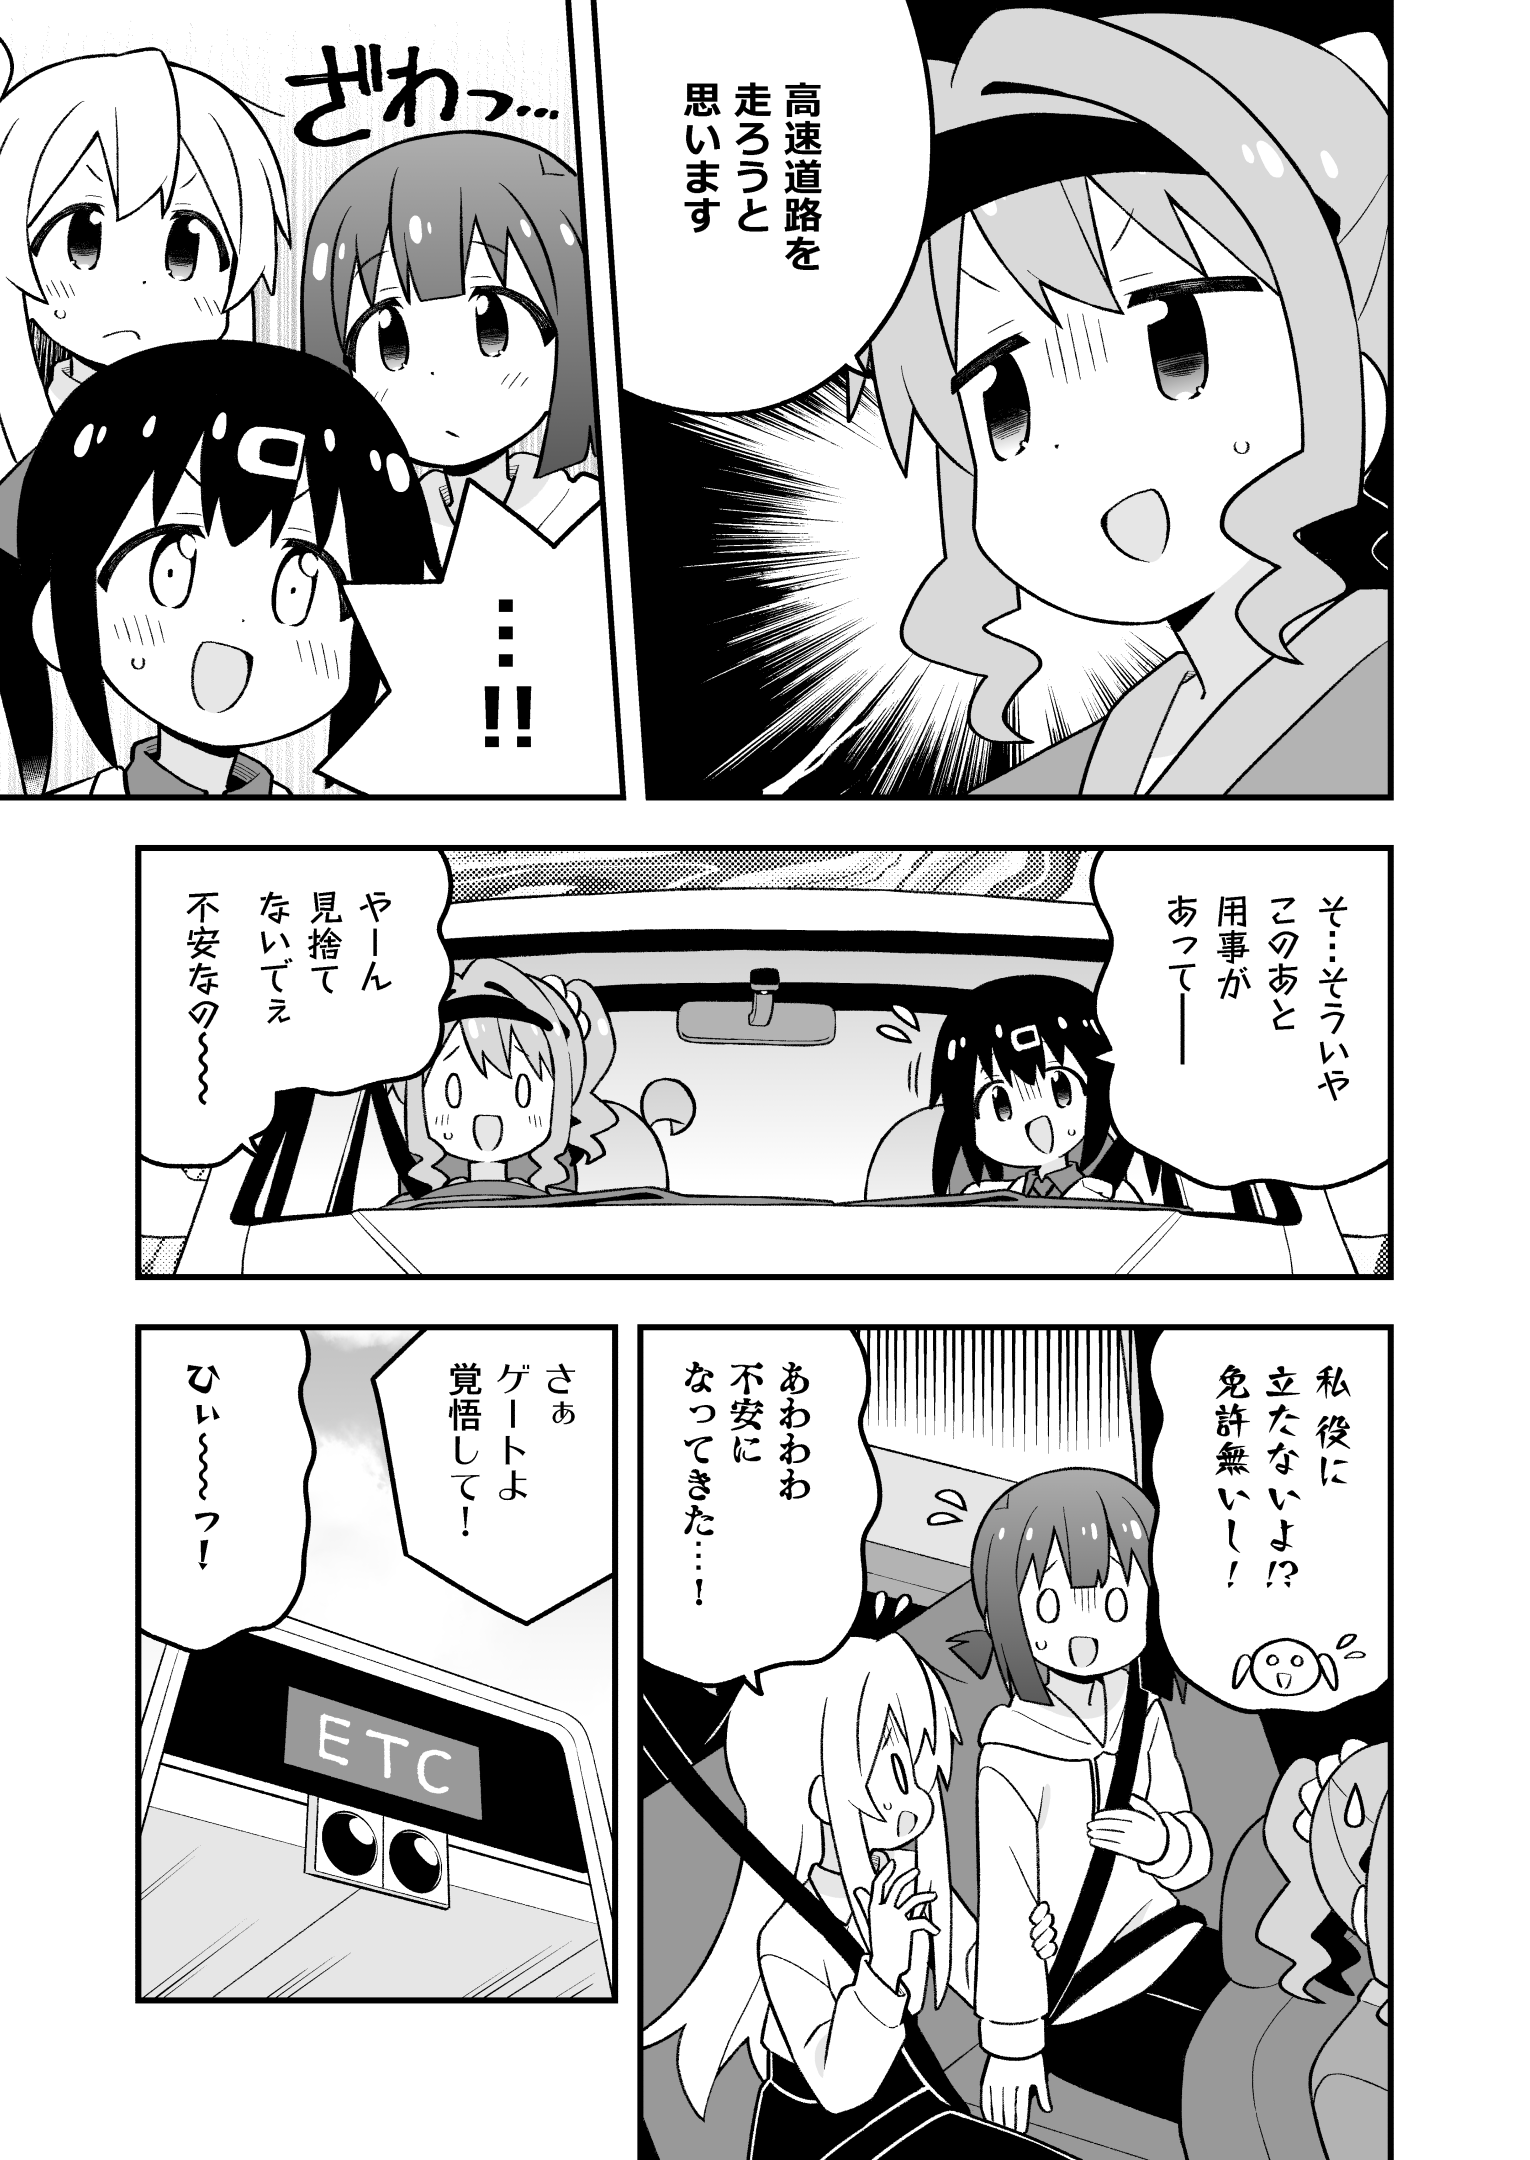 高速道路を
走ろうと
思います
ざわっ…
…!!
そ…そういや
このあと
用事が
あって――
やーん
見捨て
ないでぇ
不安なの～～～
私役に
立たないよ!?
免許無いし！
あわわわ
不安に
なってきた…！
さぁ
ゲートよ
覚悟して！
ひぃ～～っ！
ETC